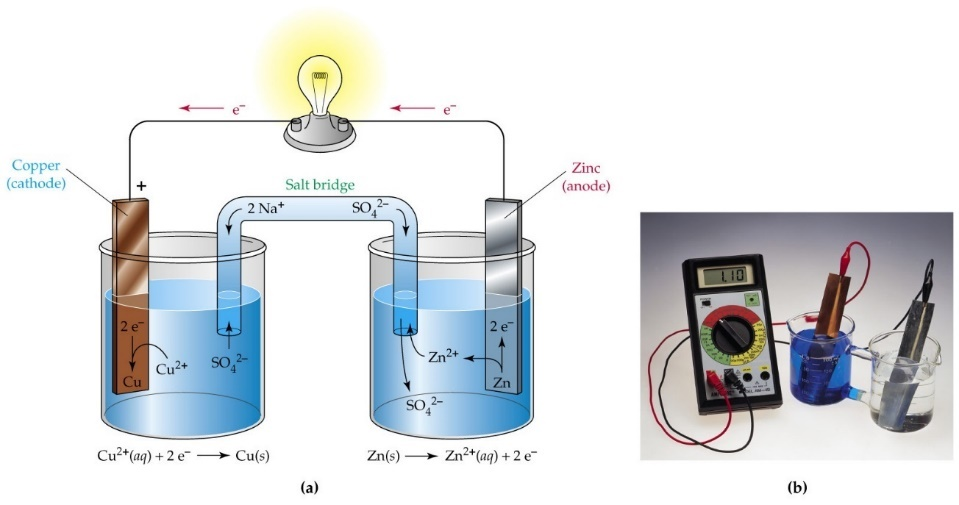 e⁻
e⁻
Copper
(cathode)
Zinc
(anode)
+
Salt bridge
2 Na⁺
SO₄²⁻
2 e⁻
Cu²⁺
Cu
SO₄²⁻
2 e⁻
Zn²⁺
Zn
SO₄²⁻
Cu²⁺(aq) + 2 e⁻ ⟶ Cu(s)
Zn(s) ⟶ Zn²⁺(aq) + 2 e⁻
(a)
1.10
(b)